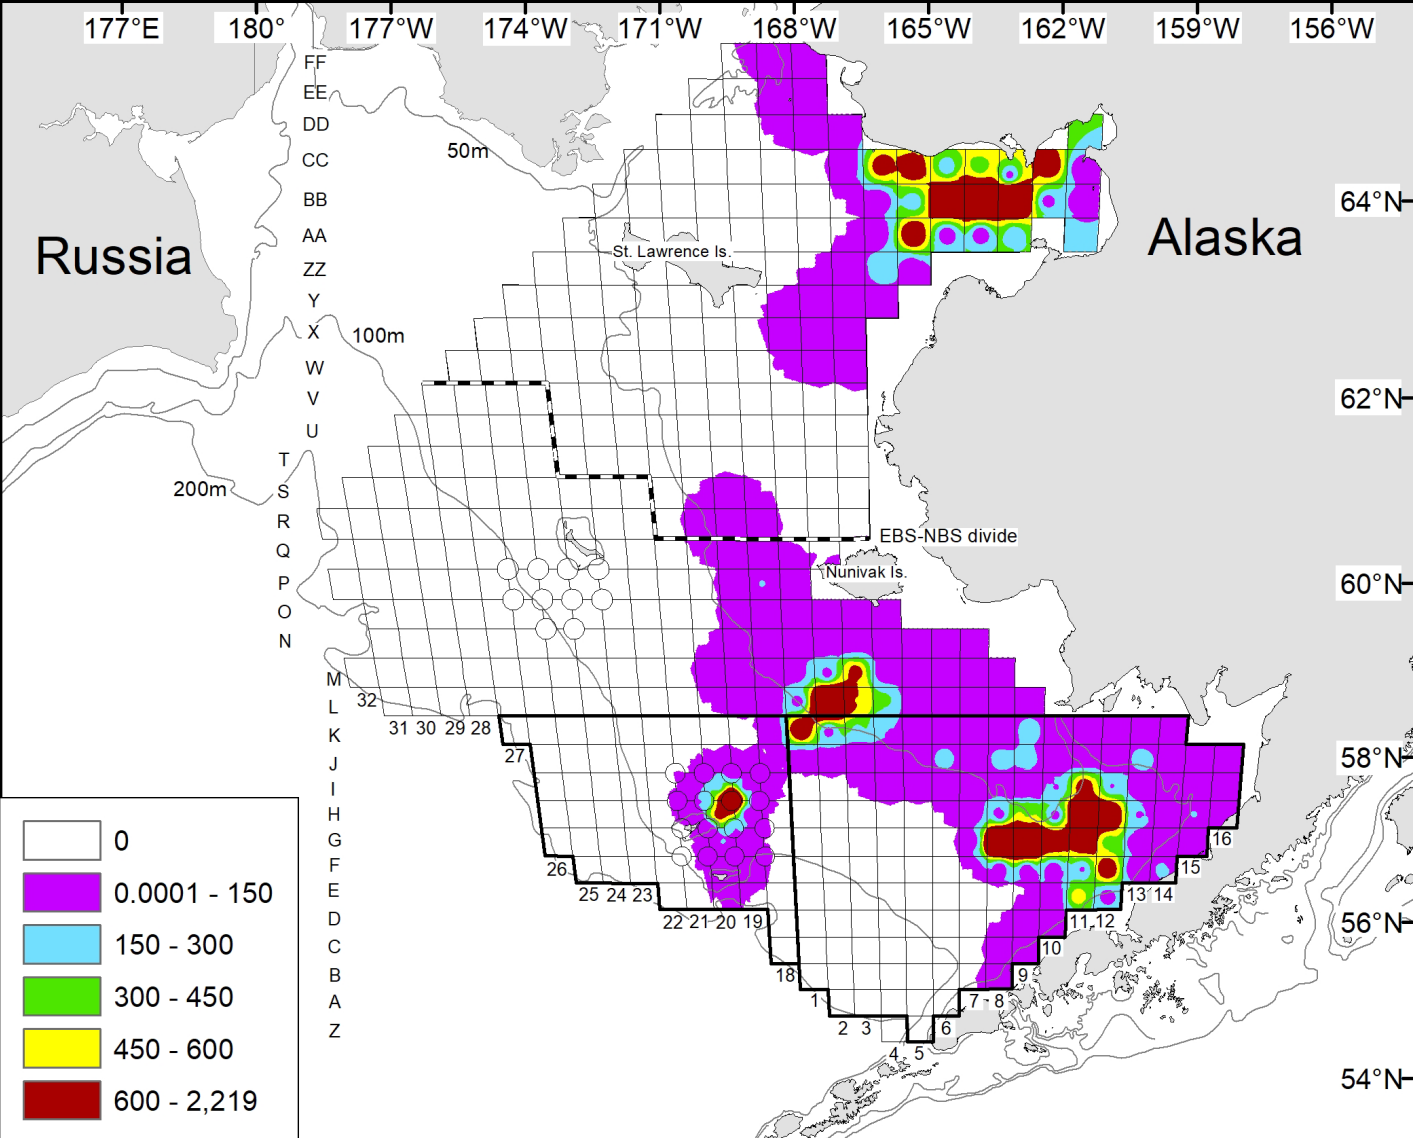 177°E 180° 177°W 174°W 171°W 168°W 165°W 162°W 159°W 156°W
FF
EE
DD
50m
CC
BB
64°N
AA
Russia
Alaska
St. Lawrence Is.
ZZ
Y
X
100m
W
V
62°N
U
T
S
200m
R
EBS-NBS divide
Q
Nunivak Is.
P
60°N
O
N
M
32
L
31 30 29 28
K
27
58°N
J
I
H
G
16
F
26
15
E
25 24 23
13 14
D
22 21 20 19
11 12
56°N
C
10
B
18
9
A
1
7 - 8
Z
2 3
6
4 5
54°N
0
0.0001 - 150
150 - 300
300 - 450
450 - 600
600 - 2,219